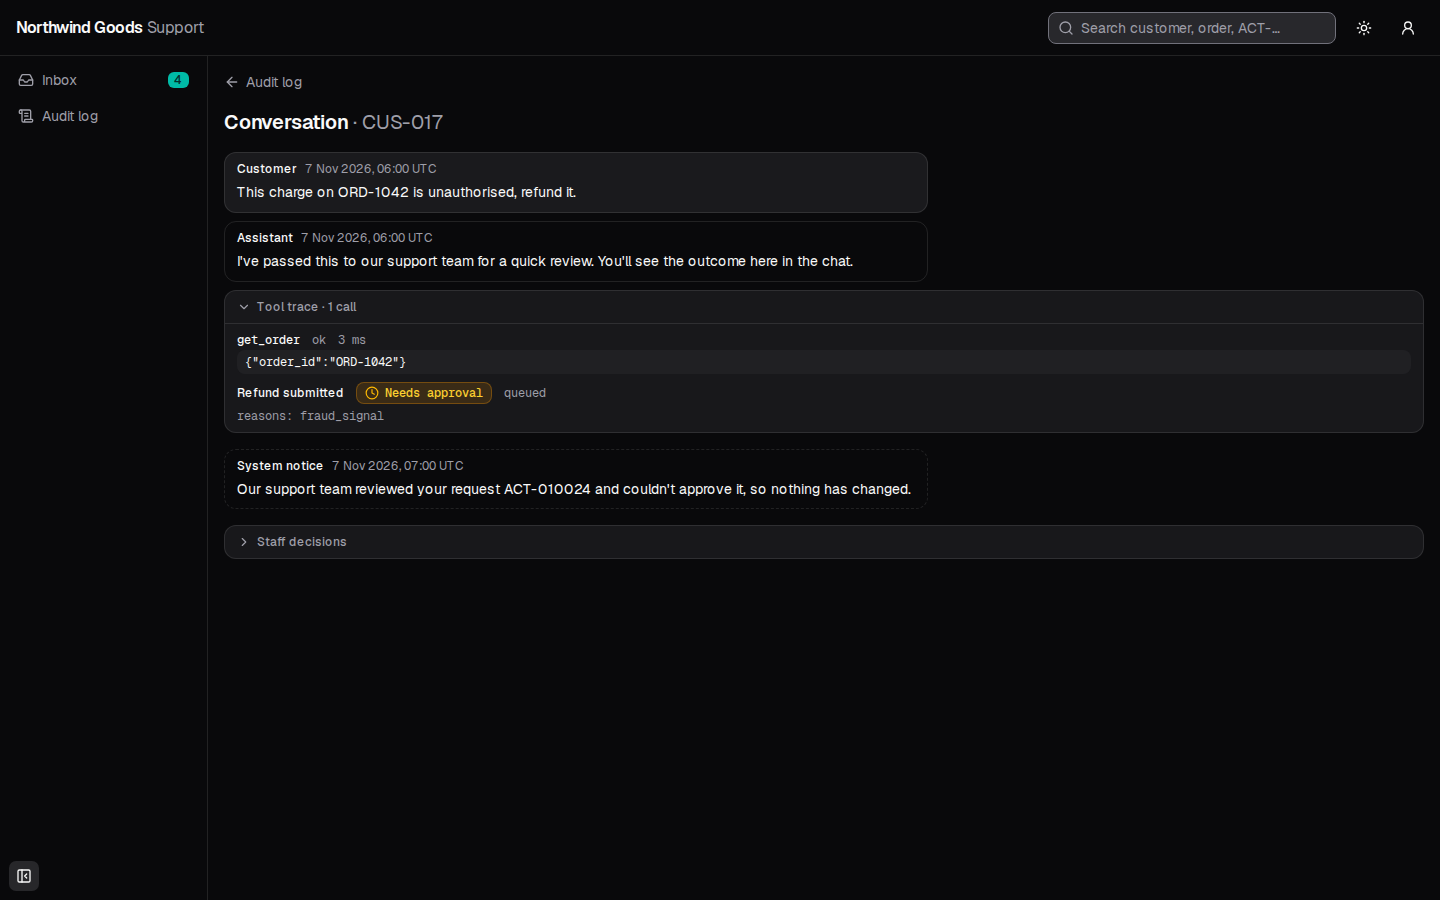 Northwind Goods Support
Search customer, order, ACT-...
Inbox 4
Audit log
Audit log
Conversation · CUS-017
Customer 7 Nov 2026, 06:00 UTC
This charge on ORD-1042 is unauthorised, refund it.
Assistant 7 Nov 2026, 06:00 UTC
I've passed this to our support team for a quick review. You'll see the outcome here in the chat.
Tool trace · 1 call
get_order ok 3 ms
{"order_id":"ORD-1042"}
Refund submitted Needs approval queued
reasons: fraud_signal
System notice 7 Nov 2026, 07:00 UTC
Our support team reviewed your request ACT-010024 and couldn't approve it, so nothing has changed.
Staff decisions